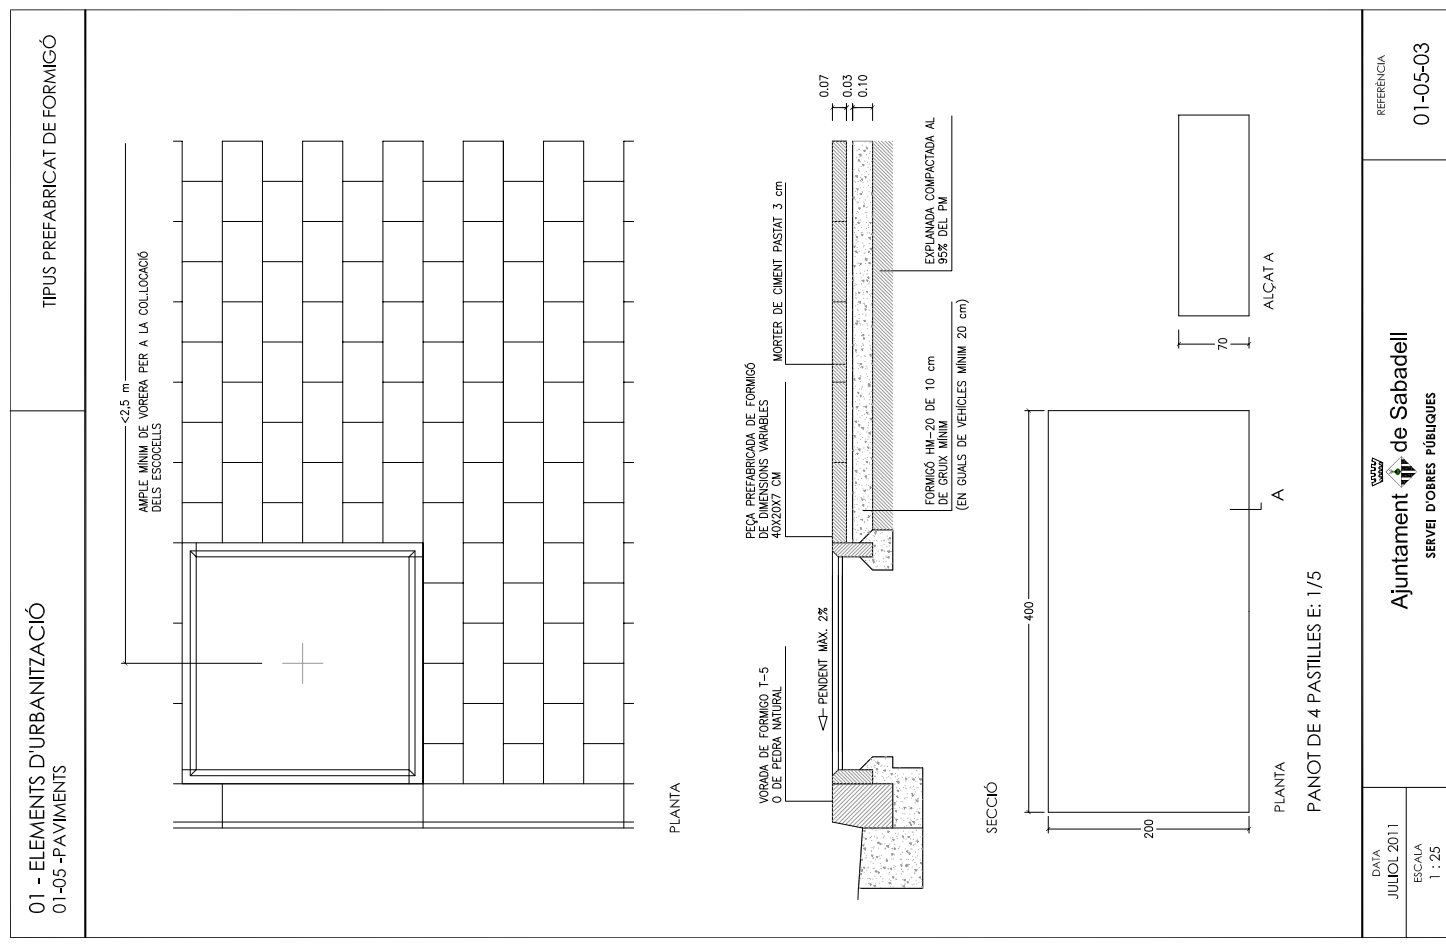 01 - ELEMENTS D'URBANITZACIÓ
01-05 -PAVIMENTS
TIPUS PREFABRICAT DE FORMIGÓ
<2,5 m
AMPLE MÍNIM DE VORERA PER A LA COL.LOCACIÓ
DELS ESCOCELLS
PLANTA
VORADA DE FORMIGO T-5
O DE PEDRA NATURAL
PENDENT MÀX. 2%
PEÇA PREFABRICADA DE FORMIGÓ
DE DIMENSIONS VARIABLES
40X20X7 CM
MORTER DE CIMENT PASTAT 3 cm
0.07
0.03
0.10
FORMIGÓ HM-20 DE 10 cm
DE GRUIX MÍNIM
(EN GUALS DE VEHÍCLES MÍNIM 20 cm)
EXPLANADA COMPACTADA AL
95% DEL PM
SECCIÓ
400
200
A
PLANTA
70
ALÇAT A
PANOT DE 4 PASTILLES E: 1/5
DATA
JULIOL 2011
ESCALA
1 : 25
Ajuntament de Sabadell
SERVEI D'OBRES PÚBLIQUES
REFERÈNCIA
01-05-03